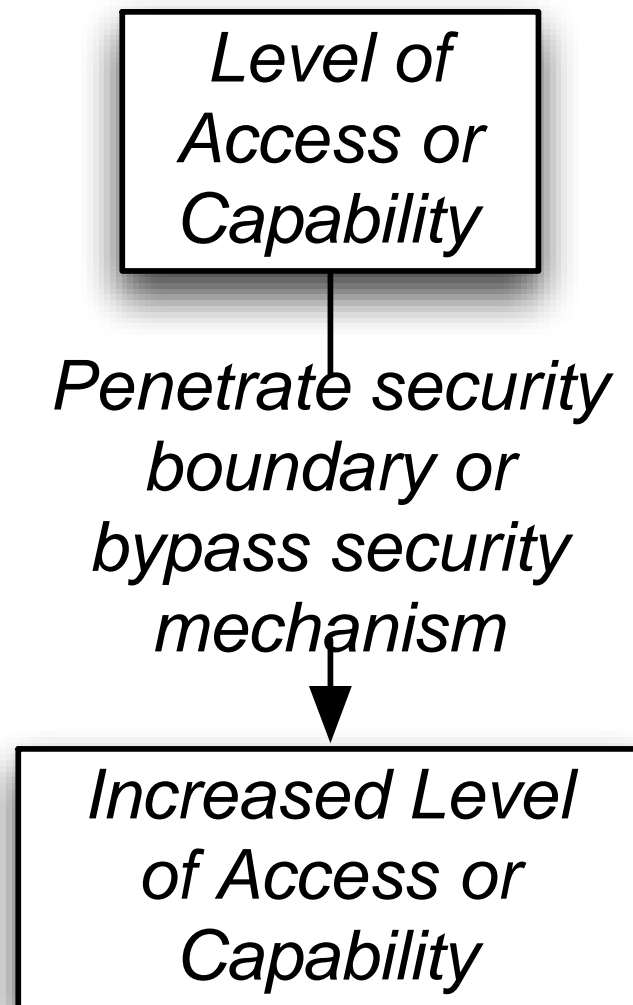 Level of
Access or
Capability
Penetrate security
boundary or
bypass security
mechanism
Increased Level
of Access or
Capability